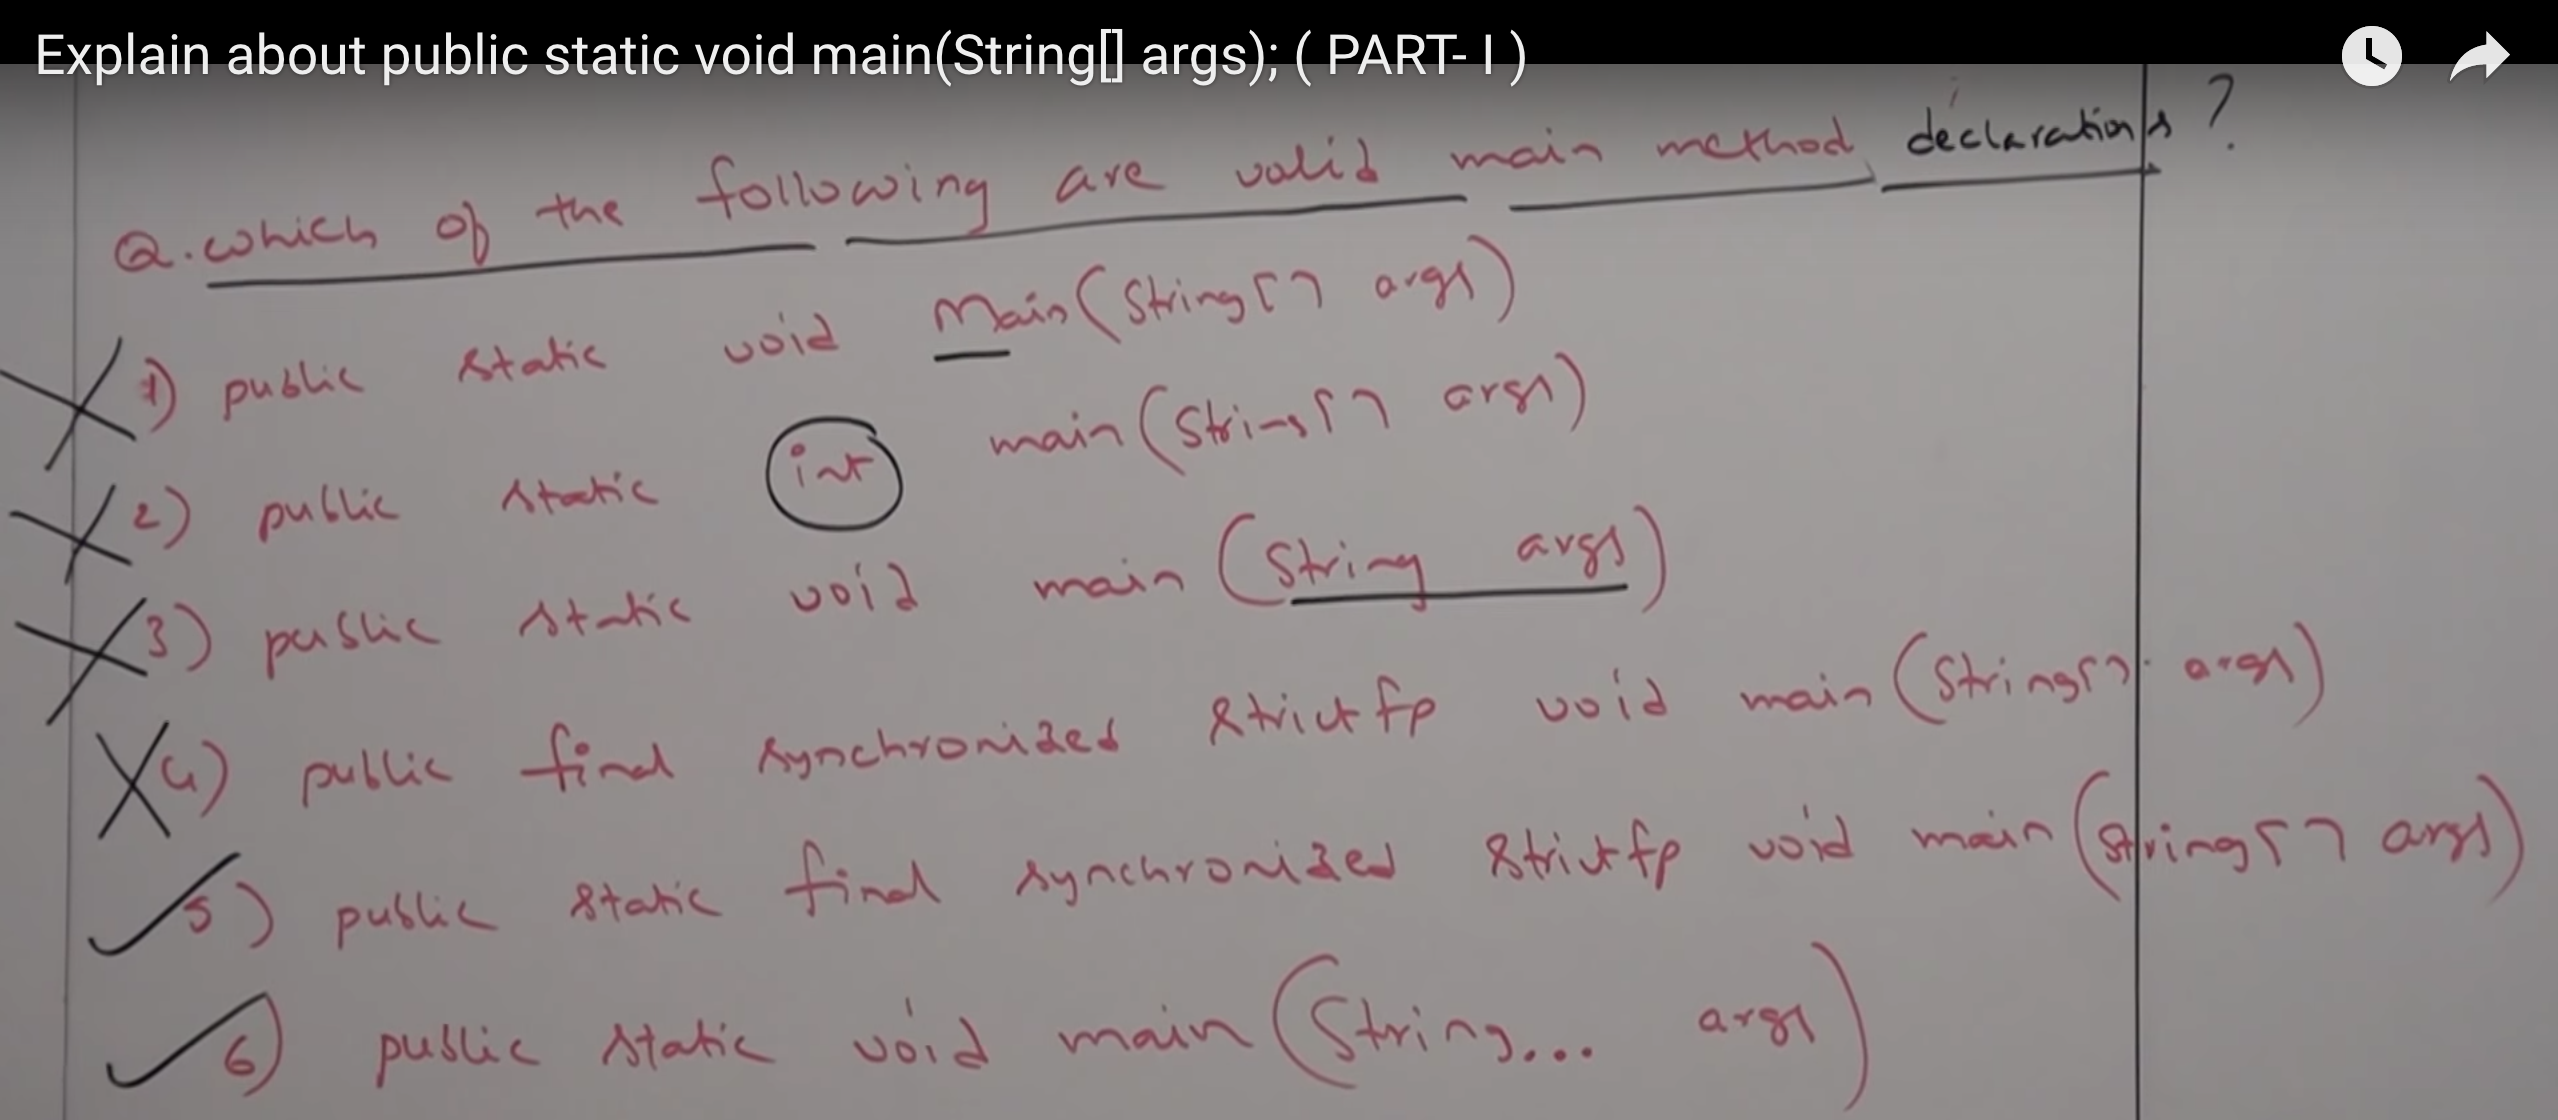 Explain about public static void main(String[] args); ( PART- I )
Q. which of the following are valid main method declarations?
1) public static void Main(String[] args)
2) public static int main(String[] args)
3) public static void main(String args)
4) public final synchronized strictfp void main(String[] args)
5) public static final synchronized strictfp void main(String[] args)
6) public static void main(String... args)